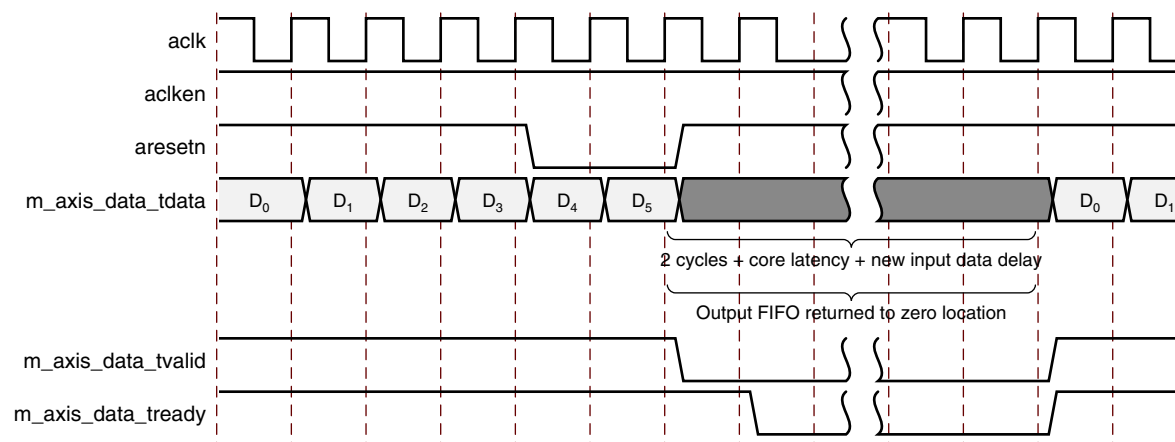 aclk
aclken
aresetn
m_axis_data_tdata D₀ D₁ D₂ D₃ D₄ D₅ D₀ D₁
2 cycles + core latency + new input data delay
Output FIFO returned to zero location
m_axis_data_tvalid
m_axis_data_tready